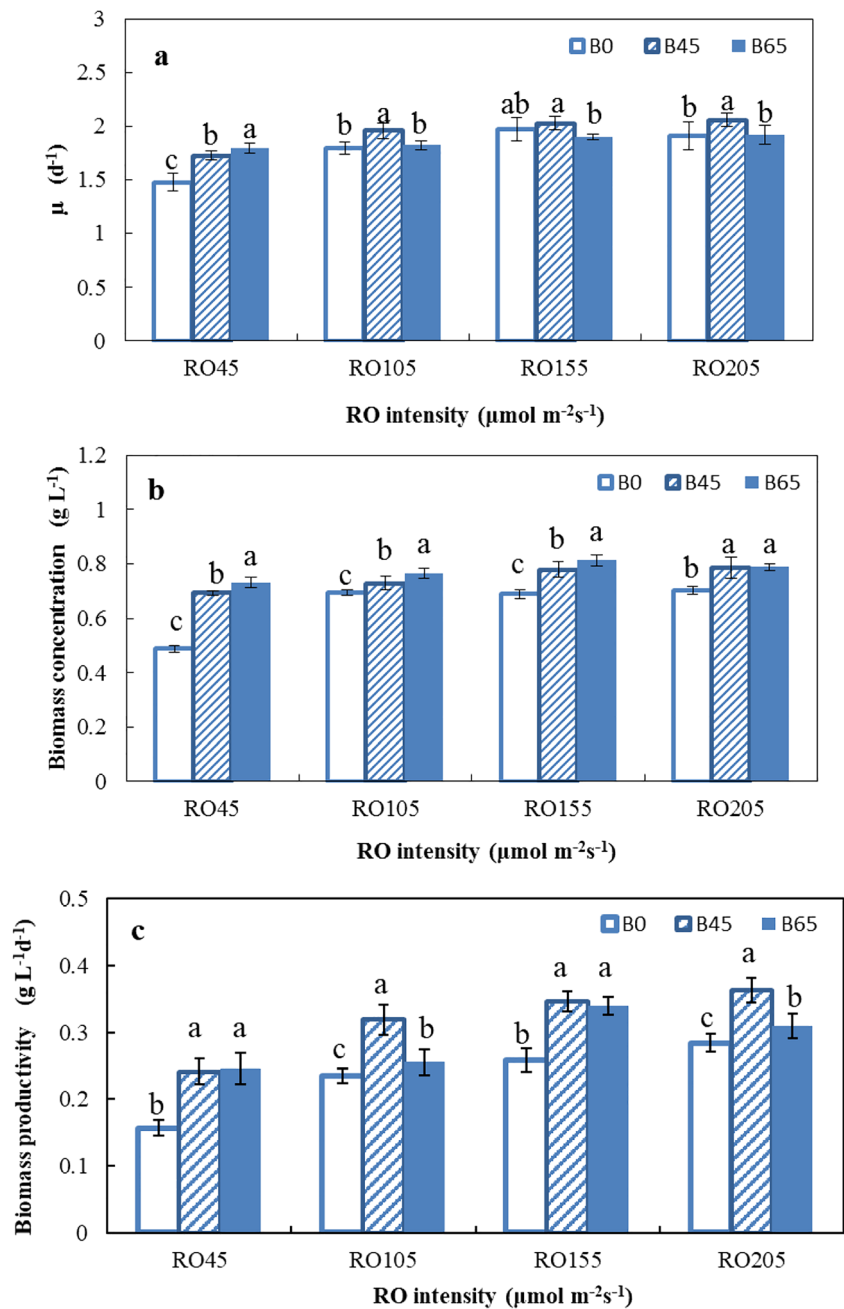 a
B0 B45 B65
3
2.5
2
1.5
1
0.5
0
μ (d-1)
c b a b a b ab a b b a b
RO45 RO105 RO155 RO205
RO intensity (μmol m-2s-1)
b
B0 B45 B65
1.2
1
0.8
0.6
0.4
0.2
0
Biomass concentration (g L-1)
c b a c b a c b a b a a
RO45 RO105 RO155 RO205
RO intensity (μmol m-2s-1)
c
B0 B45 B65
0.5
0.4
0.3
0.2
0.1
0
Biomass productivity (g L-1d-1)
b a a c a b b a a c a b
RO45 RO105 RO155 RO205
RO intensity (μmol m-2s-1)